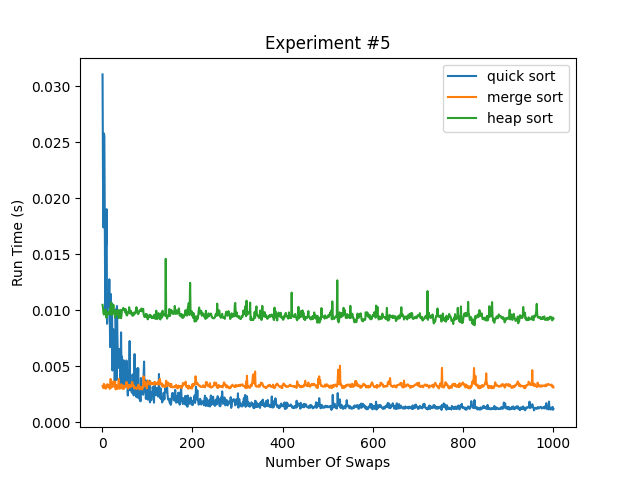 Experiment #5
quick sort
merge sort
heap sort
Run Time (s)
0.030
0.025
0.020
0.015
0.010
0.005
0.000
0
200
400
600
800
1000
Number Of Swaps